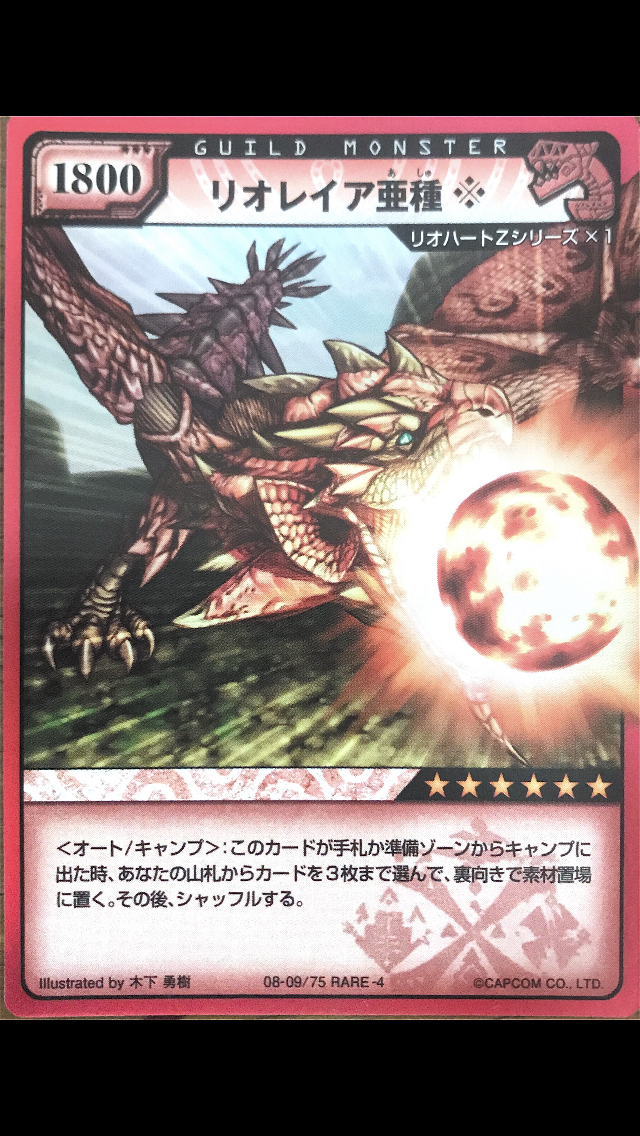 GUILD MONSTER
1800
あ しゅ
リオレイア亜種 ※
リオハートZシリーズ×1
<オート/キャンプ>:このカードが手札か準備ゾーンからキャンプに
出た時、あなたの山札からカードを3枚まで選んで、裏向きで素材置場
に置く。その後、シャッフルする。
Illustrated by 木下 勇樹 08-09/75 RARE-4 ©CAPCOM CO., LTD.